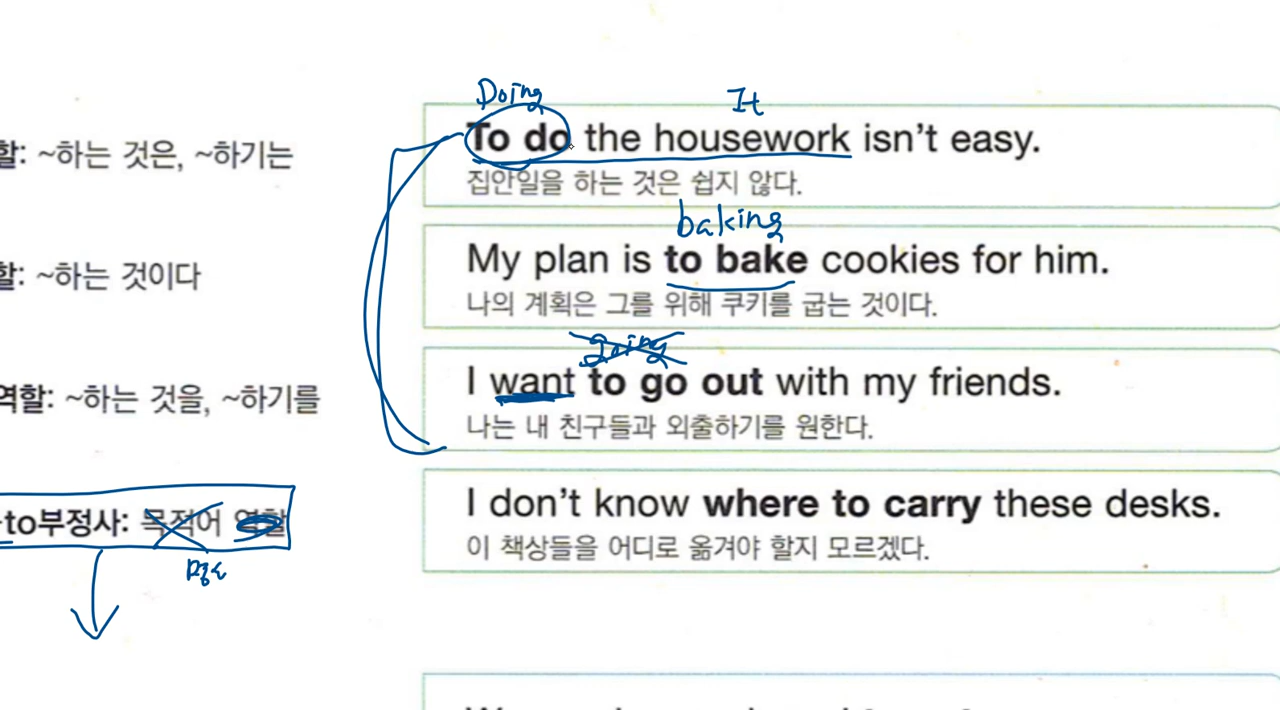 Doing
It
To do the housework isn't easy.
할: ~하는 것은, ~하기는
집안일을 하는 것은 쉽지 않다.
baking
My plan is to bake cookies for him.
할: ~하는 것이다
나의 계획은 그를 위해 쿠키를 굽는 것이다.
going
I want to go out with my friends.
역할: ~하는 것을, ~하기를
나는 내 친구들과 외출하기를 원한다.
I don't know where to carry these desks.
to부정사: 목적어 역할
이 책상들을 어디로 옮겨야 할지 모르겠다.